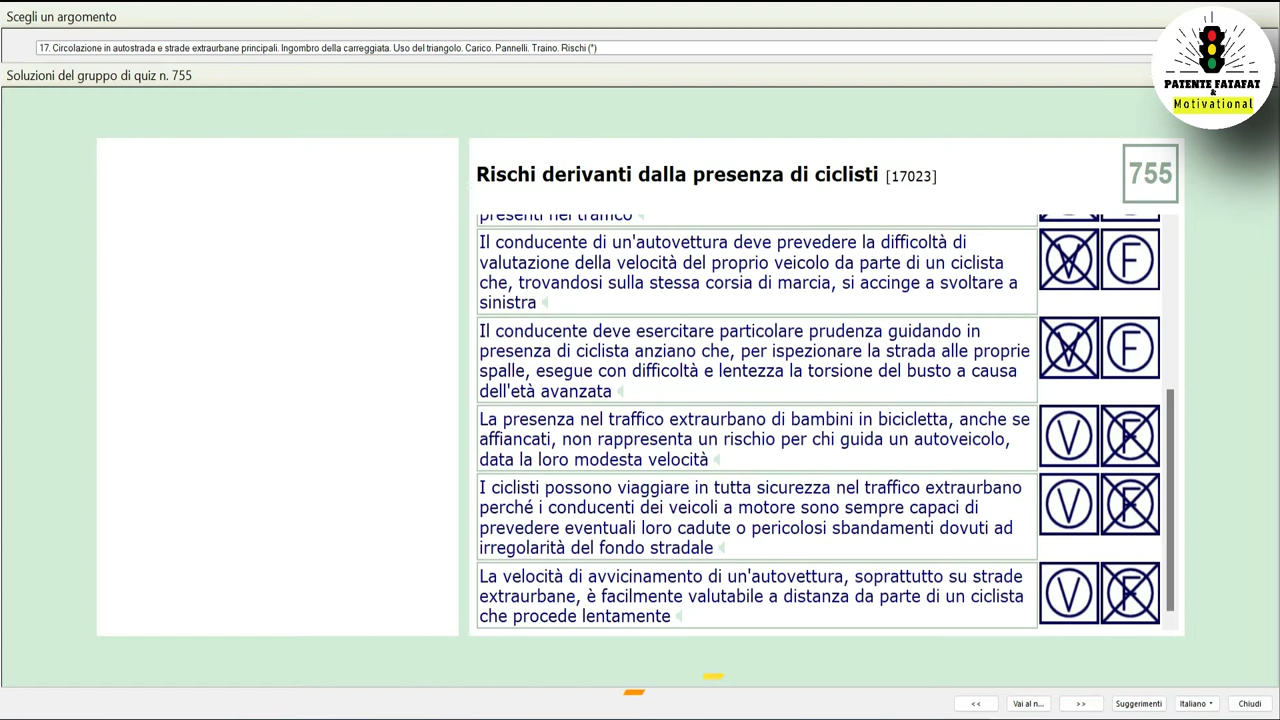 Scegli un argomento
17. Circolazione in autostrada e strade extraurbane principali. Ingombro della carreggiata. Uso del triangolo. Carico. Pannelli. Traino. Rischi (*)
Soluzioni del gruppo di quiz n. 755
PATENTE FATAFAT
&
Motivational
Rischi derivanti dalla presenza di ciclisti [17023]
755
presenti nel traffico
Il conducente di un'autovettura deve prevedere la difficoltà di
valutazione della velocità del proprio veicolo da parte di un ciclista
che, trovandosi sulla stessa corsia di marcia, si accinge a svoltare a
sinistra
V F
Il conducente deve esercitare particolare prudenza guidando in
presenza di ciclista anziano che, per ispezionare la strada alle proprie
spalle, esegue con difficoltà e lentezza la torsione del busto a causa
dell'età avanzata
V F
La presenza nel traffico extraurbano di bambini in bicicletta, anche se
affiancati, non rappresenta un rischio per chi guida un autoveicolo,
data la loro modesta velocità
V F
I ciclisti possono viaggiare in tutta sicurezza nel traffico extraurbano
perché i conducenti dei veicoli a motore sono sempre capaci di
prevedere eventuali loro cadute o pericolosi sbandamenti dovuti ad
irregolarità del fondo stradale
V F
La velocità di avvicinamento di un'autovettura, soprattutto su strade
extraurbane, è facilmente valutabile a distanza da parte di un ciclista
che procede lentamente
V F
<< Vai al n... >> Suggerimenti Italiano Chiudi